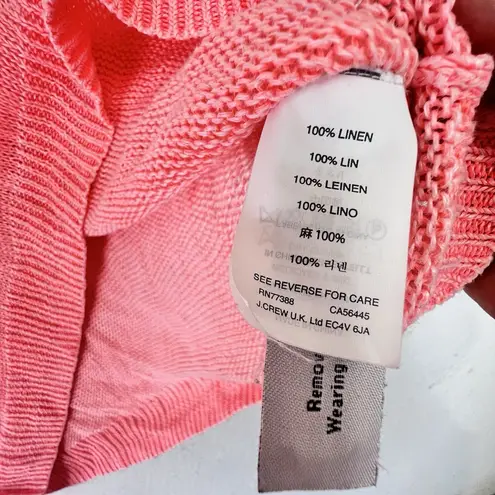 100% LINEN
100% LIN
100% LEINEN
100% LINO
麻 100%
100% 리넨
SEE REVERSE FOR CARE
RN77388 CA56445
J.CREW U.K. Ltd EC4V 6JA
Remov
Wearing